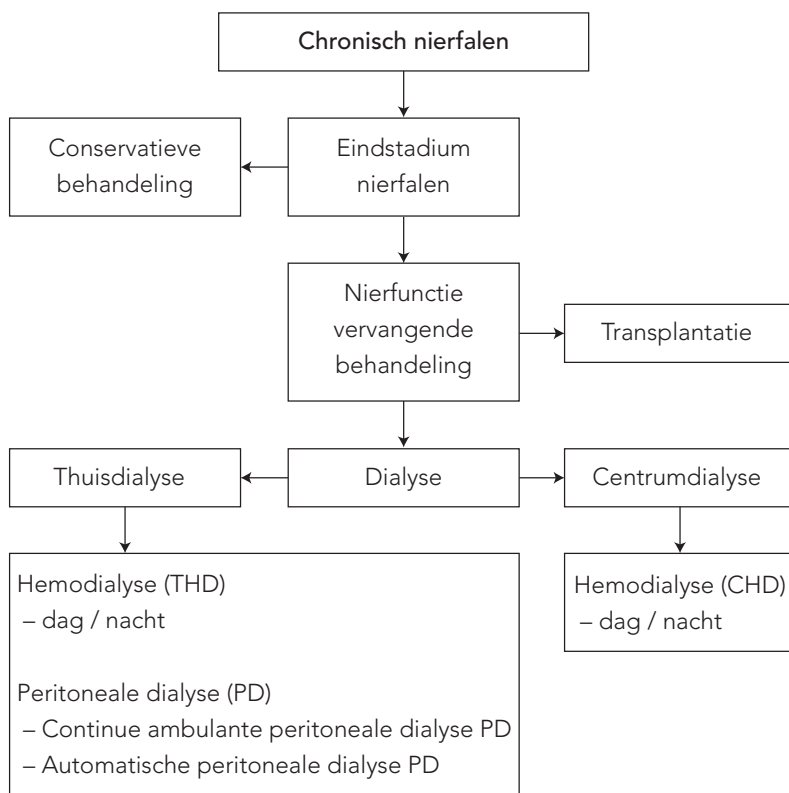 Chronisch nierfalen
Conservatieve
behandeling
Eindstadium
nierfalen
Nierfunctie
vervangende
behandeling
Transplantatie
Thuisdialyse
Dialyse
Centrumdialyse
Hemodialyse (THD)
– dag / nacht
Peritoneale dialyse (PD)
– Continue ambulante peritoneale dialyse PD
– Automatische peritoneale dialyse PD
Hemodialyse (CHD)
– dag / nacht